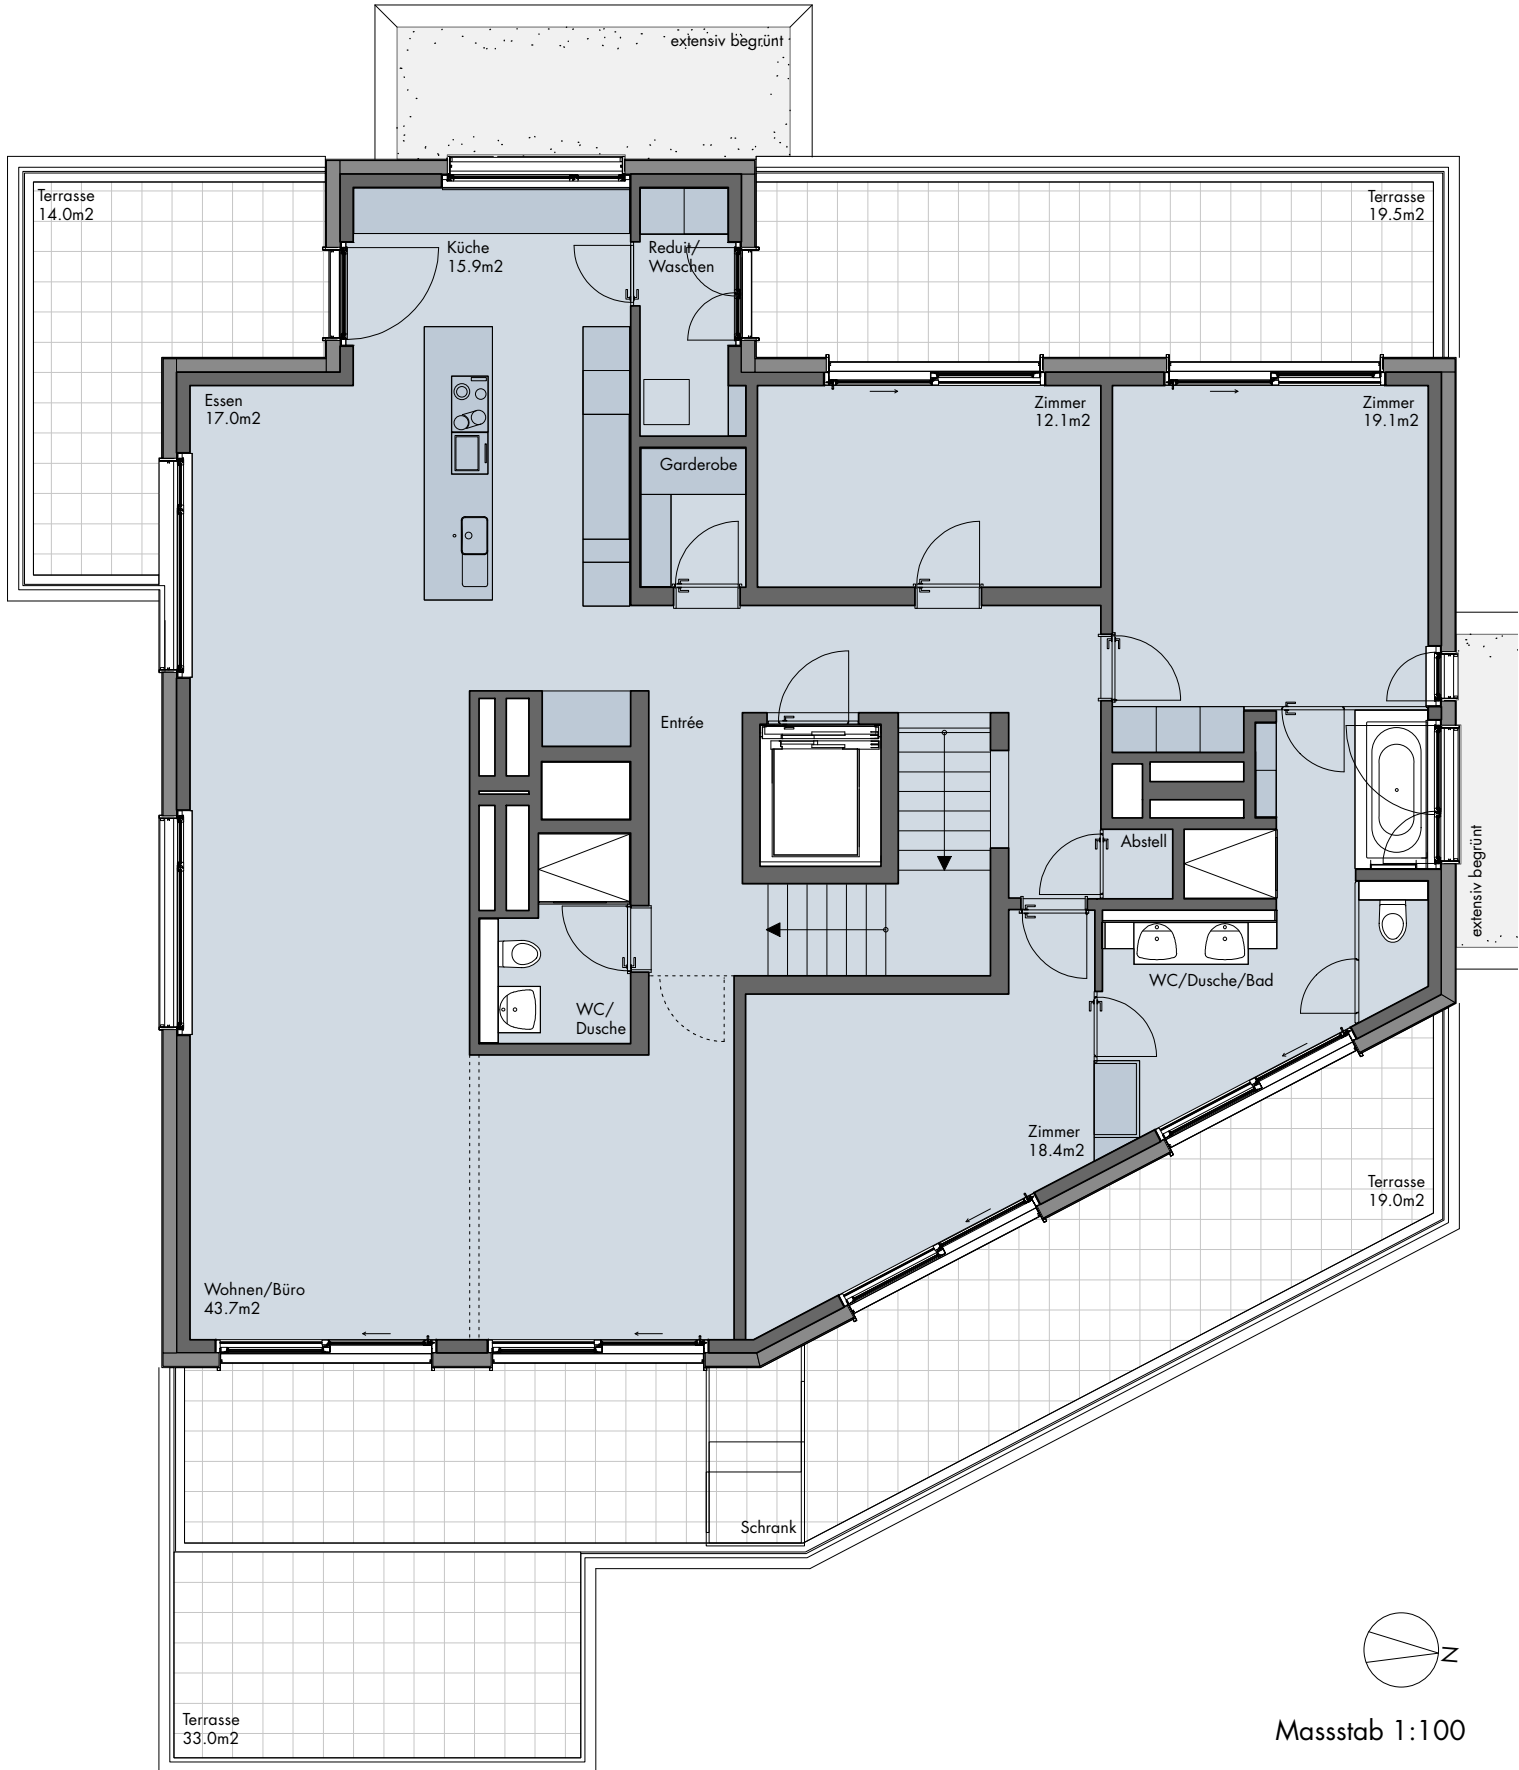 extensiv begrünt
Terrasse
14.0m2
Terrasse
19.5m2
Küche
15.9m2
Reduit/
Waschen
Essen
17.0m2
Zimmer
12.1m2
Zimmer
19.1m2
Garderobe
Entrée
Abstell
extensiv begrünt
WC/Dusche/Bad
WC/
Dusche
Zimmer
18.4m2
Terrasse
19.0m2
Wohnen/Büro
43.7m2
Schrank
N
Terrasse
33.0m2
Massstab 1:100